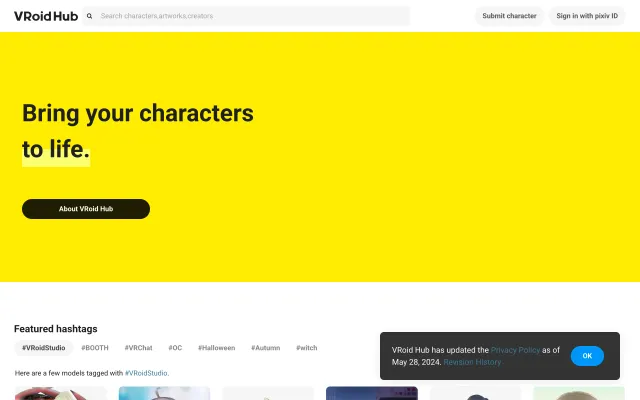 VRoid Hub
Search characters,artworks,creators
Submit character
Sign in with pixiv ID
Bring your characters
to life.
About VRoid Hub
Featured hashtags
#VRoidStudio #BOOTH #VRChat #OC #Halloween #Autumn #witch
Here are a few models tagged with #VRoidStudio.
VRoid Hub has updated the Privacy Policy as of
May 28, 2024. Revision History
OK